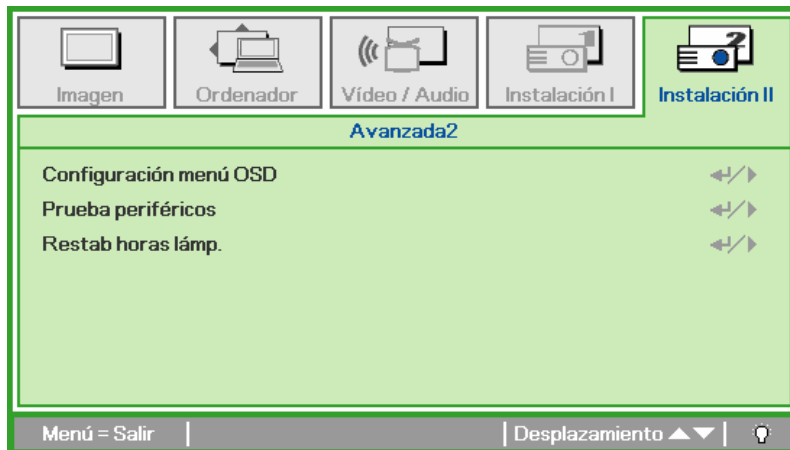 Imagen
Ordenador
Vídeo / Audio
Instalación I
Instalación II
Avanzada2
Configuración menú OSD
Prueba periféricos
Restab horas lámp.
Menú = Salir
Desplazamiento ▲▼